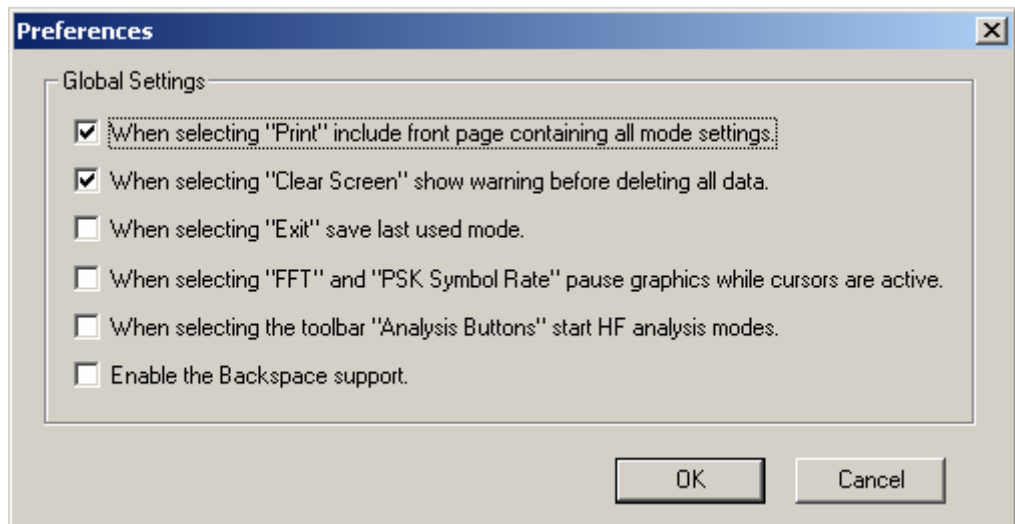 Preferences
Global Settings
When selecting "Print" include front page containing all mode settings.
When selecting "Clear Screen" show warning before deleting all data.
When selecting "Exit" save last used mode.
When selecting "FFT" and "PSK Symbol Rate" pause graphics while cursors are active.
When selecting the toolbar "Analysis Buttons" start HF analysis modes.
Enable the Backspace support.
OK Cancel